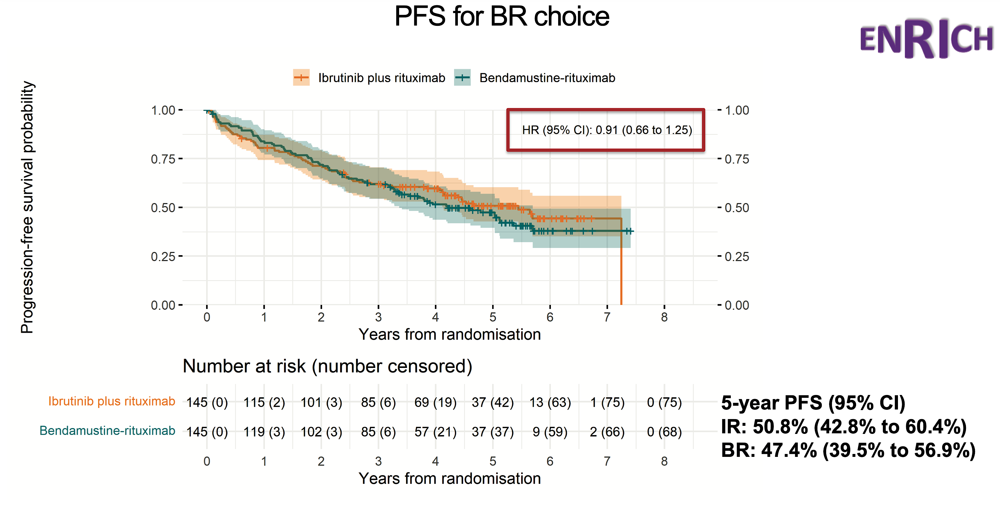 PFS for BR choice
ENRICH
Ibrutinib plus rituximab Bendamustine-rituximab
Progression-free survival probability
1.00 1.00
HR (95% CI): 0.91 (0.66 to 1.25)
0.75 0.75
0.50 0.50
0.25 0.25
0.00 0.00
0 1 2 3 4 5 6 7 8
Years from randomisation
Number at risk (number censored)
Ibrutinib plus rituximab 145 (0) 115 (2) 101 (3) 85 (6) 69 (19) 37 (42) 13 (63) 1 (75) 0 (75)
Bendamustine-rituximab 145 (0) 119 (3) 102 (3) 85 (6) 57 (21) 37 (37) 9 (59) 2 (66) 0 (68)
0 1 2 3 4 5 6 7 8
Years from randomisation
5-year PFS (95% CI)
IR: 50.8% (42.8% to 60.4%)
BR: 47.4% (39.5% to 56.9%)